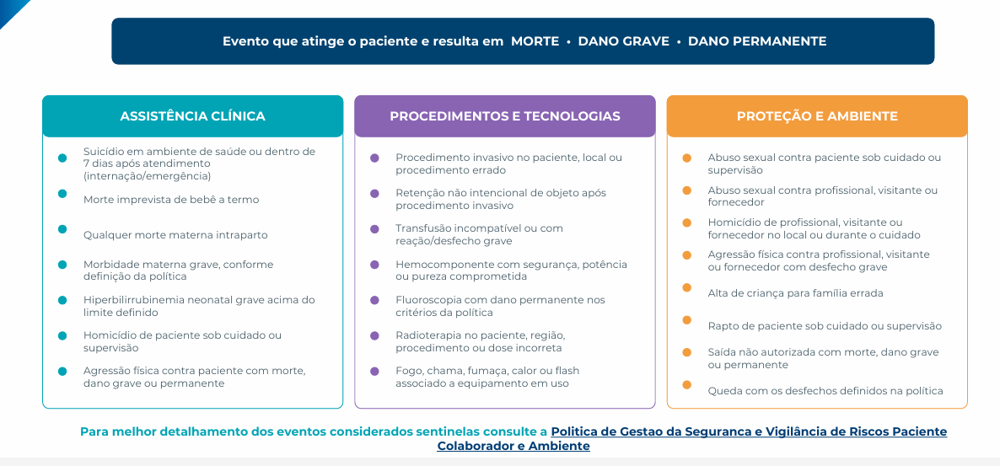 Evento que atinge o paciente e resulta em MORTE • DANO GRAVE • DANO PERMANENTE
ASSISTÊNCIA CLÍNICA
Suicídio em ambiente de saúde ou dentro de
7 dias após atendimento
(internação/emergência)
Morte imprevista de bebê a termo
Qualquer morte materna intraparto
Morbidade materna grave, conforme
definição da política
Hiperbilirrubinemia neonatal grave acima do
limite definido
Homicídio de paciente sob cuidado ou
supervisão
Agressão física contra paciente com morte,
dano grave ou permanente
PROCEDIMENTOS E TECNOLOGIAS
Procedimento invasivo no paciente, local ou
procedimento errado
Retenção não intencional de objeto após
procedimento invasivo
Transfusão incompatível ou com
reação/desfecho grave
Hemocomponente com segurança, potência
ou pureza comprometida
Fluoroscopia com dano permanente nos
critérios da política
Radioterapia no paciente, região,
procedimento ou dose incorreta
Fogo, chama, fumaça, calor ou flash
associado a equipamento em uso
PROTEÇÃO E AMBIENTE
Abuso sexual contra paciente sob cuidado ou
supervisão
Abuso sexual contra profissional, visitante ou
fornecedor
Homicídio de profissional, visitante ou
fornecedor no local ou durante o cuidado
Agressão física contra profissional, visitante
ou fornecedor com desfecho grave
Alta de criança para família errada
Rapto de paciente sob cuidado ou supervisão
Saída não autorizada com morte, dano grave
ou permanente
Queda com os desfechos definidos na política
Para melhor detalhamento dos eventos considerados sentinelas consulte a Politica de Gestao da Seguranca e Vigilância de Riscos Paciente
Colaborador e Ambiente